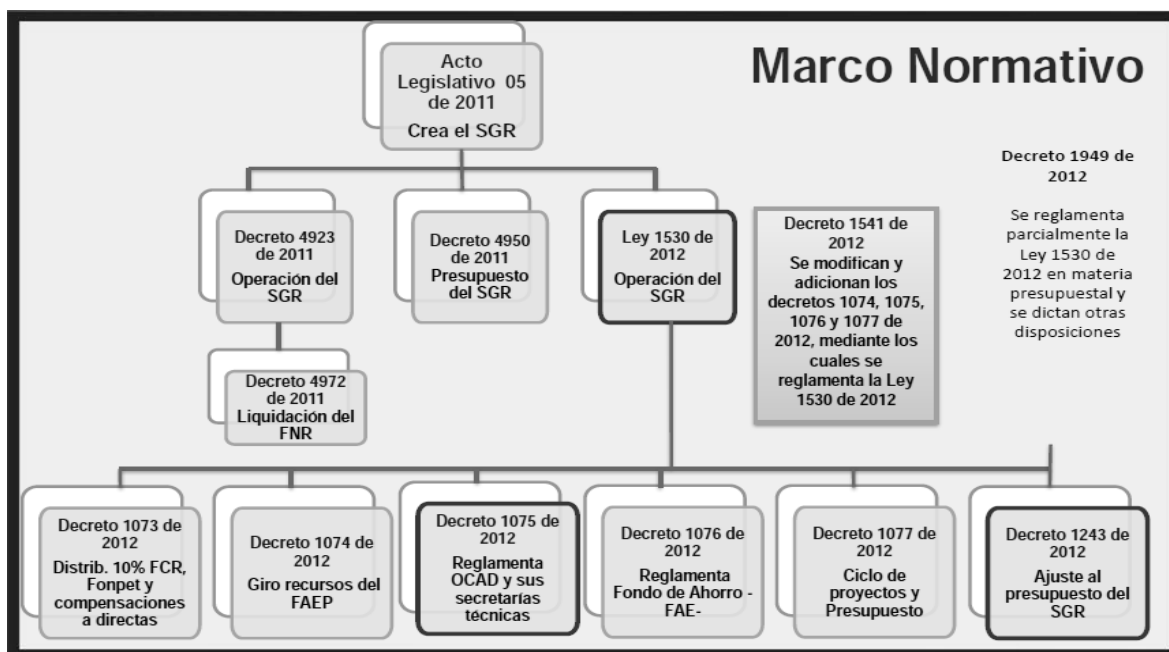 Marco Normativo
Acto
Legislativo 05
de 2011
Crea el SGR
Decreto 4923
de 2011
Operación del
SGR
Decreto 4950
de 2011
Presupuesto
del SGR
Ley 1530 de
2012
Operación del
SGR
Decreto 1541 de
2012
Se modifican y
adicionan los
decretos 1074, 1075,
1076 y 1077 de
2012, mediante los
cuales se
reglamenta la Ley
1530 de 2012
Decreto 1949 de
2012
Se reglamenta
parcialmente la
Ley 1530 de
2012 en materia
presupuestal y
se dictan otras
disposiciones
Decreto 4972
de 2011
Liquidación del
FNR
Decreto 1073 de
2012
Distrib. 10% FCR,
Fonpet y
compensaciones
a directas
Decreto 1074 de
2012
Giro recursos del
FAEP
Decreto 1075 de
2012
Reglamenta
OCAD y sus
secretarías
técnicas
Decreto 1076 de
2012
Reglamenta
Fondo de Ahorro -
FAE-
Decreto 1077 de
2012
Ciclo de
proyectos y
Presupuesto
Decreto 1243 de
2012
Ajuste al
presupuesto del
SGR